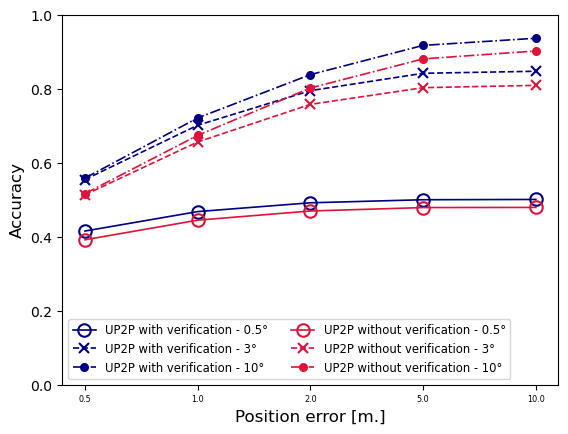 1.0
0.8
0.6
0.4
0.2
0.0
Accuracy
UP2P with verification - 0.5°
UP2P with verification - 3°
UP2P with verification - 10°
UP2P without verification - 0.5°
UP2P without verification - 3°
UP2P without verification - 10°
0.5 1.0 2.0 5.0 10.0
Position error [m.]